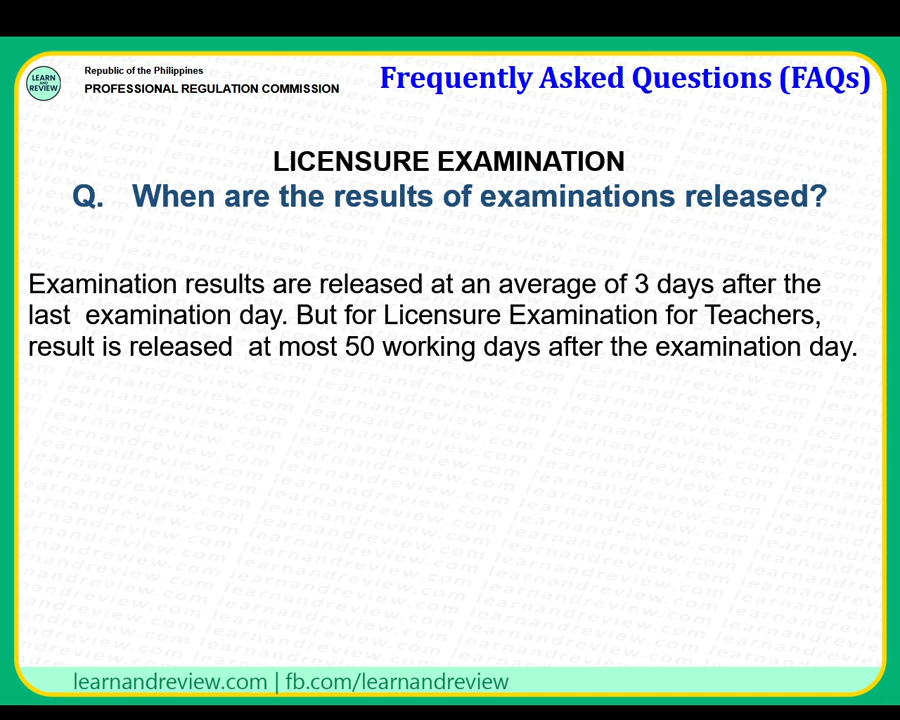 LEARN
AND
REVIEW
Republic of the Philippines
PROFESSIONAL REGULATION COMMISSION
Frequently Asked Questions (FAQs)
LICENSURE EXAMINATION
Q. When are the results of examinations released?
Examination results are released at an average of 3 days after the
last examination day. But for Licensure Examination for Teachers,
result is released at most 50 working days after the examination day.
learnandreview.com | fb.com/learnandreview